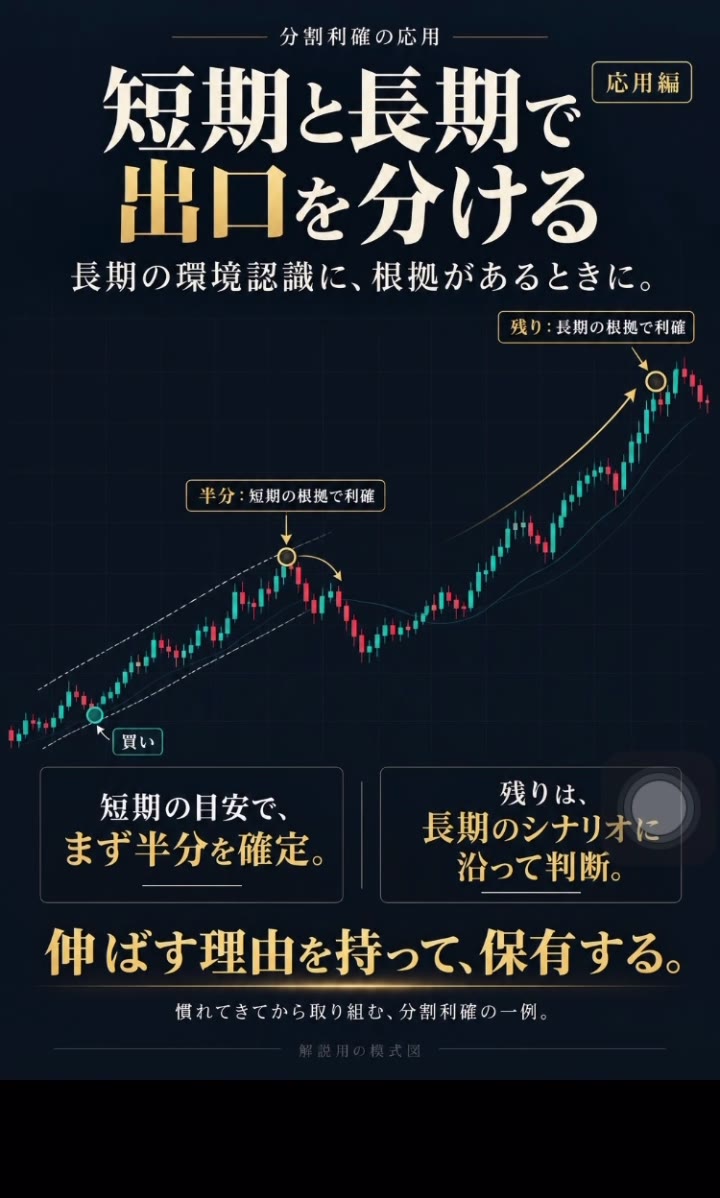 分割利確の応用
応用編
短期と長期で
出口を分ける
長期の環境認識に、根拠があるときに。
残り：長期の根拠で利確
半分：短期の根拠で利確
買い
短期の目安で、
まず半分を確定。
残りは、
長期のシナリオに
沿って判断。
伸ばす理由を持って、保有する。
慣れてきてから取り組む、分割利確の一例。
解説用の模式図